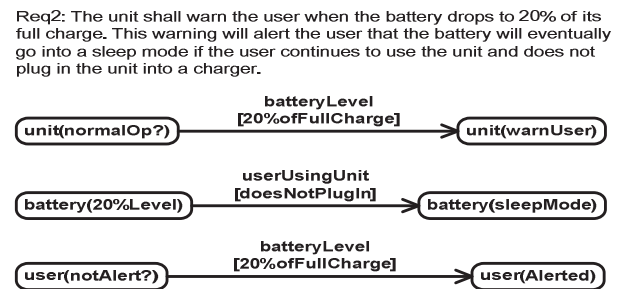 Req2: The unit shall warn the user when the battery drops to 20% of its
full charge. This warning will alert the user that the battery will eventually
go into a sleep mode if the user continues to use the unit and does not
plug in the unit into a charger.
batteryLevel
[20%ofFullCharge]
unit(normalOp?)
unit(warnUser)
userUsingUnit
[doesNotPlugIn]
battery(20%Level)
battery(sleepMode)
batteryLevel
[20%ofFullCharge]
user(notAlert?)
user(Alerted)